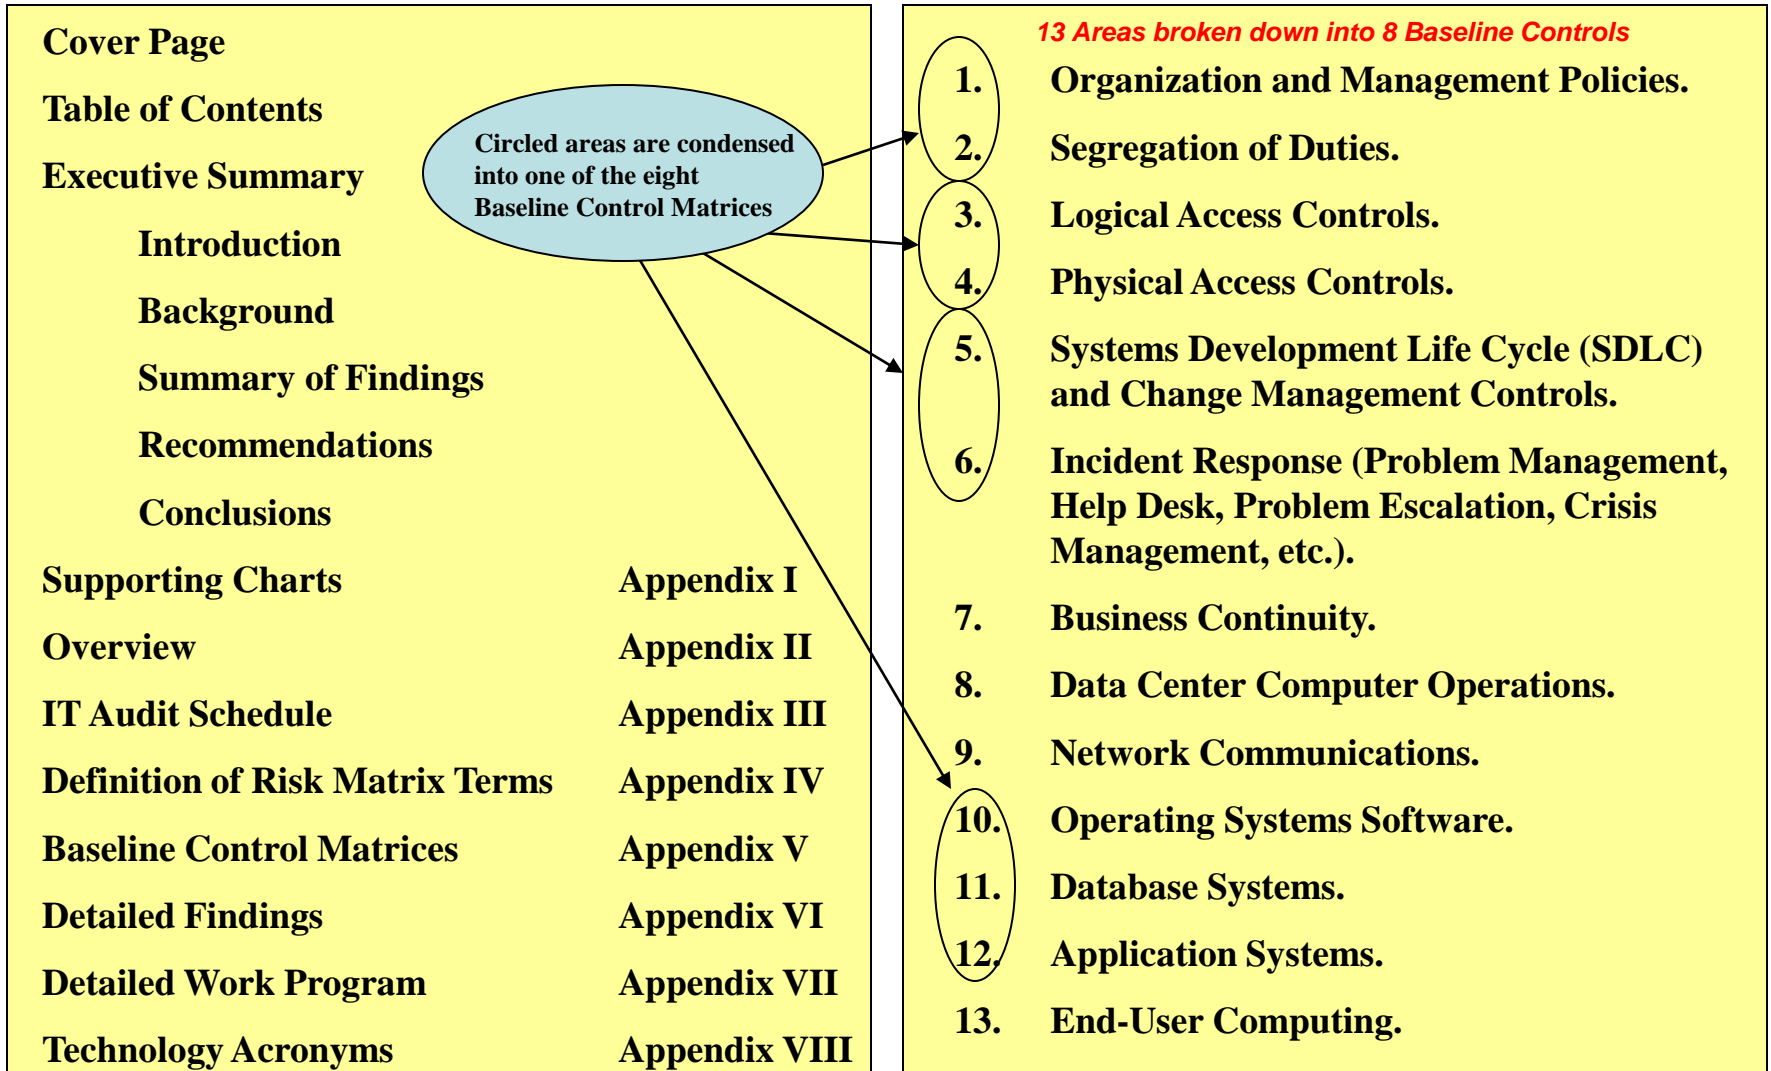 Cover Page
Table of Contents
Executive Summary
Introduction
Background
Summary of Findings
Recommendations
Conclusions
Supporting Charts Appendix I
Overview Appendix II
IT Audit Schedule Appendix III
Definition of Risk Matrix Terms Appendix IV
Baseline Control Matrices Appendix V
Detailed Findings Appendix VI
Detailed Work Program Appendix VII
Technology Acronyms Appendix VIII
Circled areas are condensed
into one of the eight
Baseline Control Matrices
13 Areas broken down into 8 Baseline Controls
1. Organization and Management Policies.
2. Segregation of Duties.
3. Logical Access Controls.
4. Physical Access Controls.
5. Systems Development Life Cycle (SDLC)
and Change Management Controls.
6. Incident Response (Problem Management,
Help Desk, Problem Escalation, Crisis
Management, etc.).
7. Business Continuity.
8. Data Center Computer Operations.
9. Network Communications.
10. Operating Systems Software.
11. Database Systems.
12. Application Systems.
13. End-User Computing.